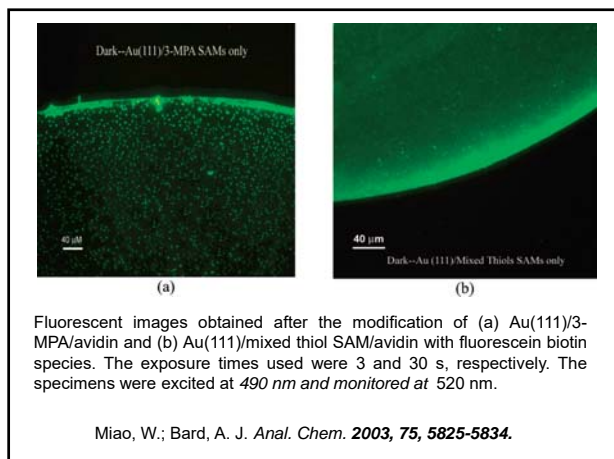 Dark--Au(111)/3-MPA SAMs only
40 μM
40 μm
Dark--Au (111)/Mixed Thiols SAMs only
(a)
(b)
Fluorescent images obtained after the modification of (a) Au(111)/3-
MPA/avidin and (b) Au(111)/mixed thiol SAM/avidin with fluorescein biotin
species. The exposure times used were 3 and 30 s, respectively. The
specimens were excited at 490 nm and monitored at 520 nm.
Miao, W.; Bard, A. J. Anal. Chem. 2003, 75, 5825-5834.